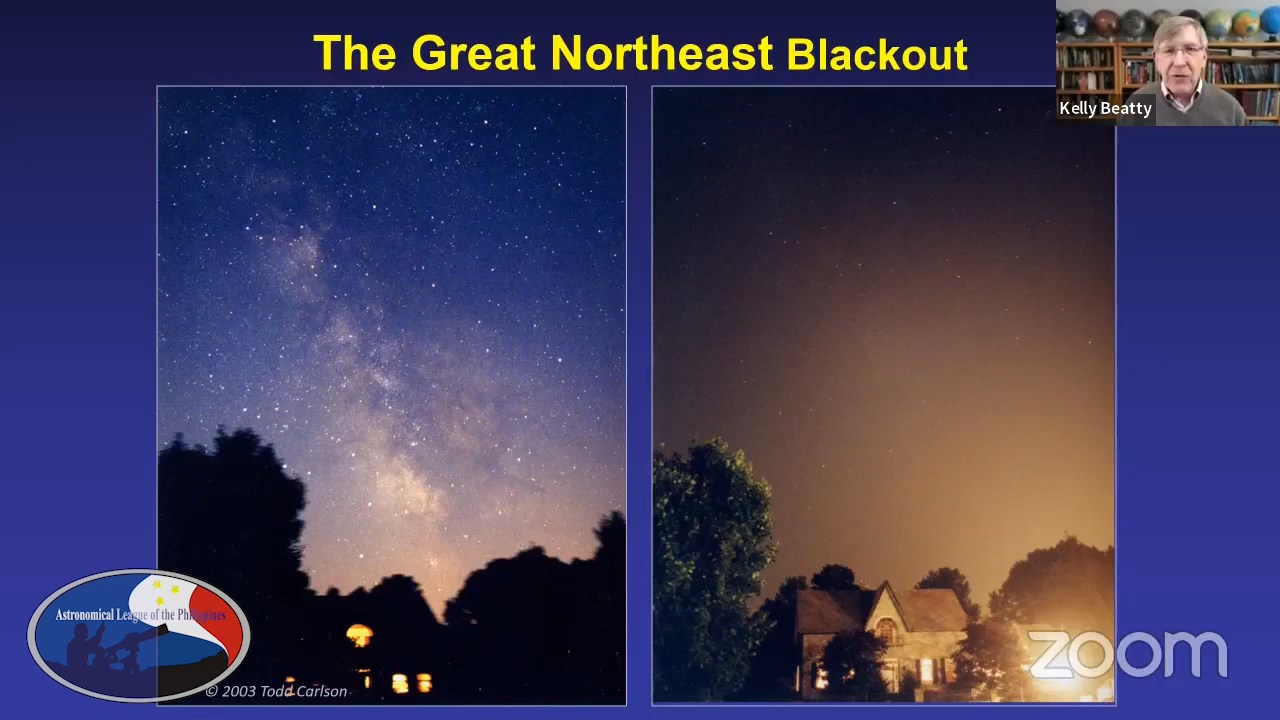 The Great Northeast Blackout
Kelly Beatty
Astronomical League of the Philippines
© 2003 Todd Carlson
zoom